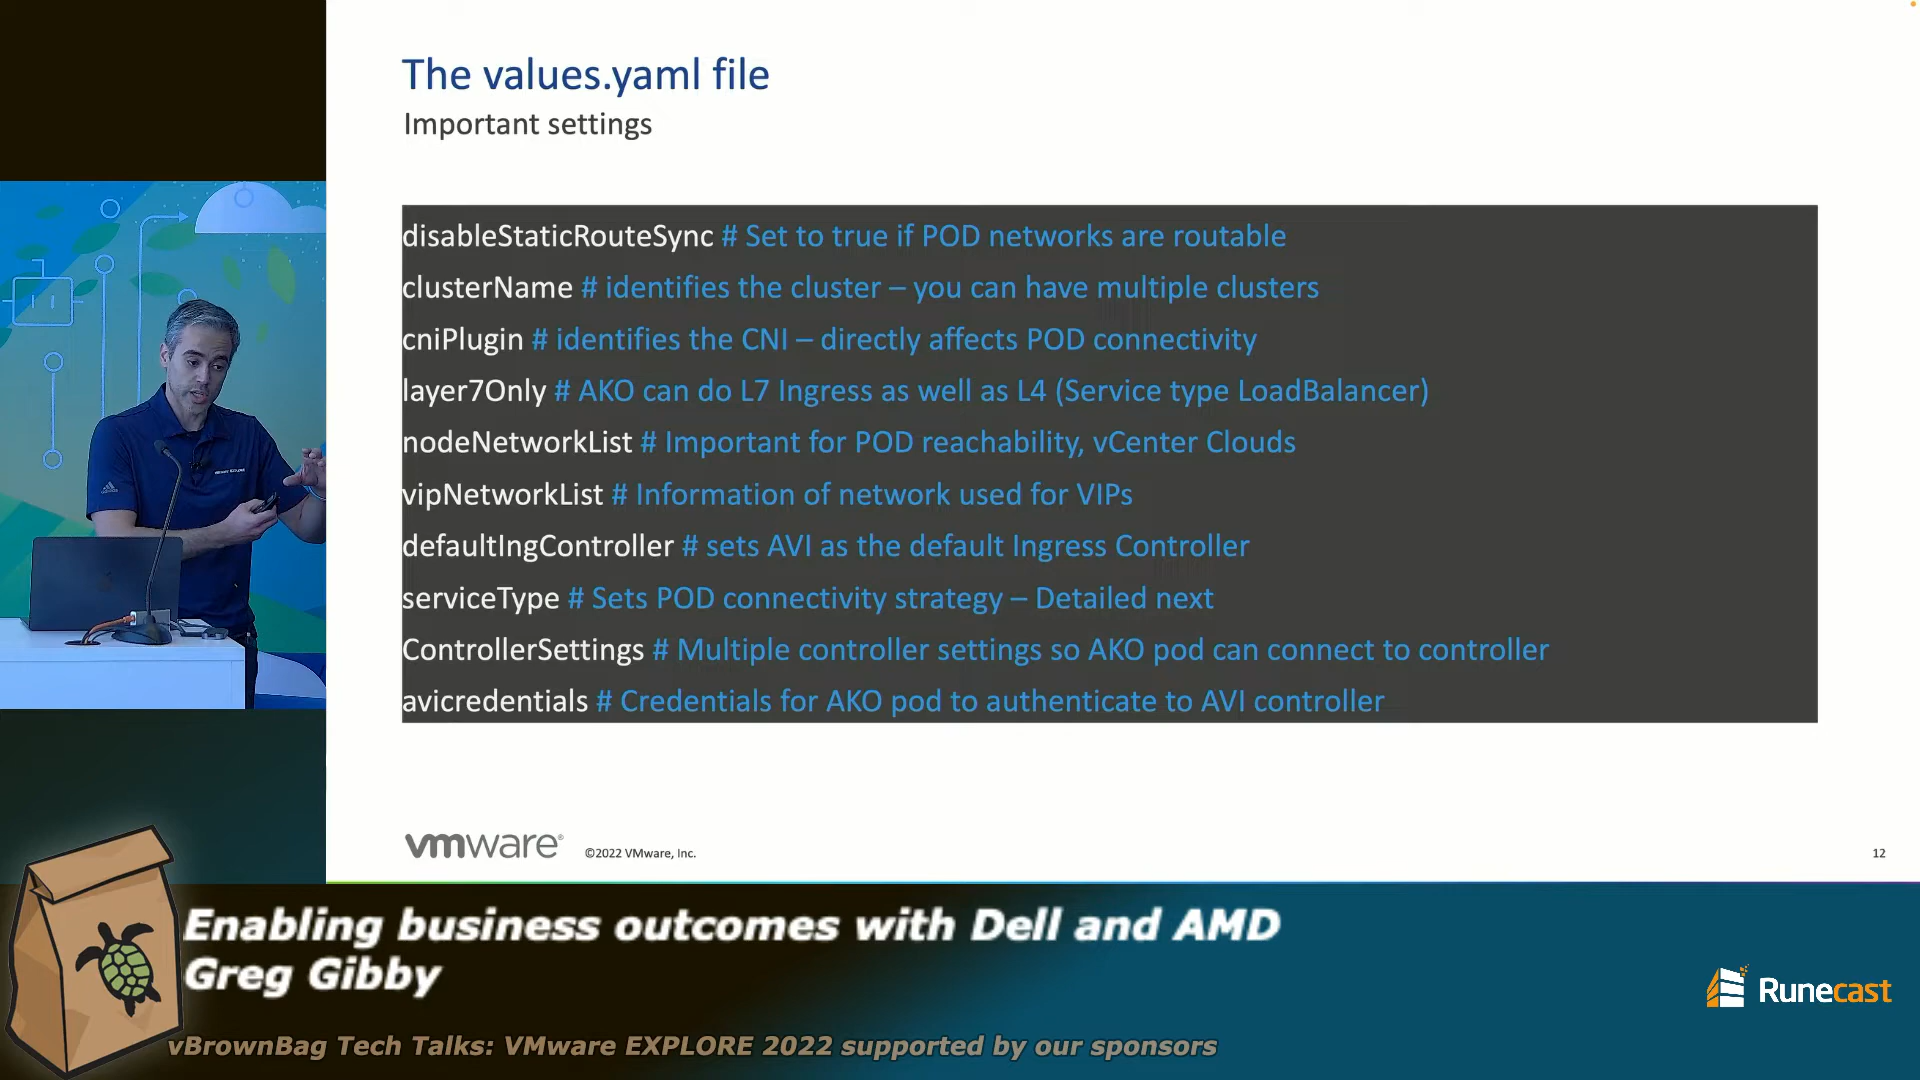 The values.yaml file
Important settings
disableStaticRouteSync # Set to true if POD networks are routable
clusterName # identifies the cluster – you can have multiple clusters
cniPlugin # identifies the CNI – directly affects POD connectivity
layer7Only # AKO can do L7 Ingress as well as L4 (Service type LoadBalancer)
nodeNetworkList # Important for POD reachability, vCenter Clouds
vipNetworkList # Information of network used for VIPs
defaultIngController # sets AVI as the default Ingress Controller
serviceType # Sets POD connectivity strategy – Detailed next
ControllerSettings # Multiple controller settings so AKO pod can connect to controller
avicredentials # Credentials for AKO pod to authenticate to AVI controller
vmware®
©2022 VMware, Inc.
12
Enabling business outcomes with Dell and AMD
Greg Gibby
Runecast
vBrownBag Tech Talks: VMware EXPLORE 2022 supported by our sponsors